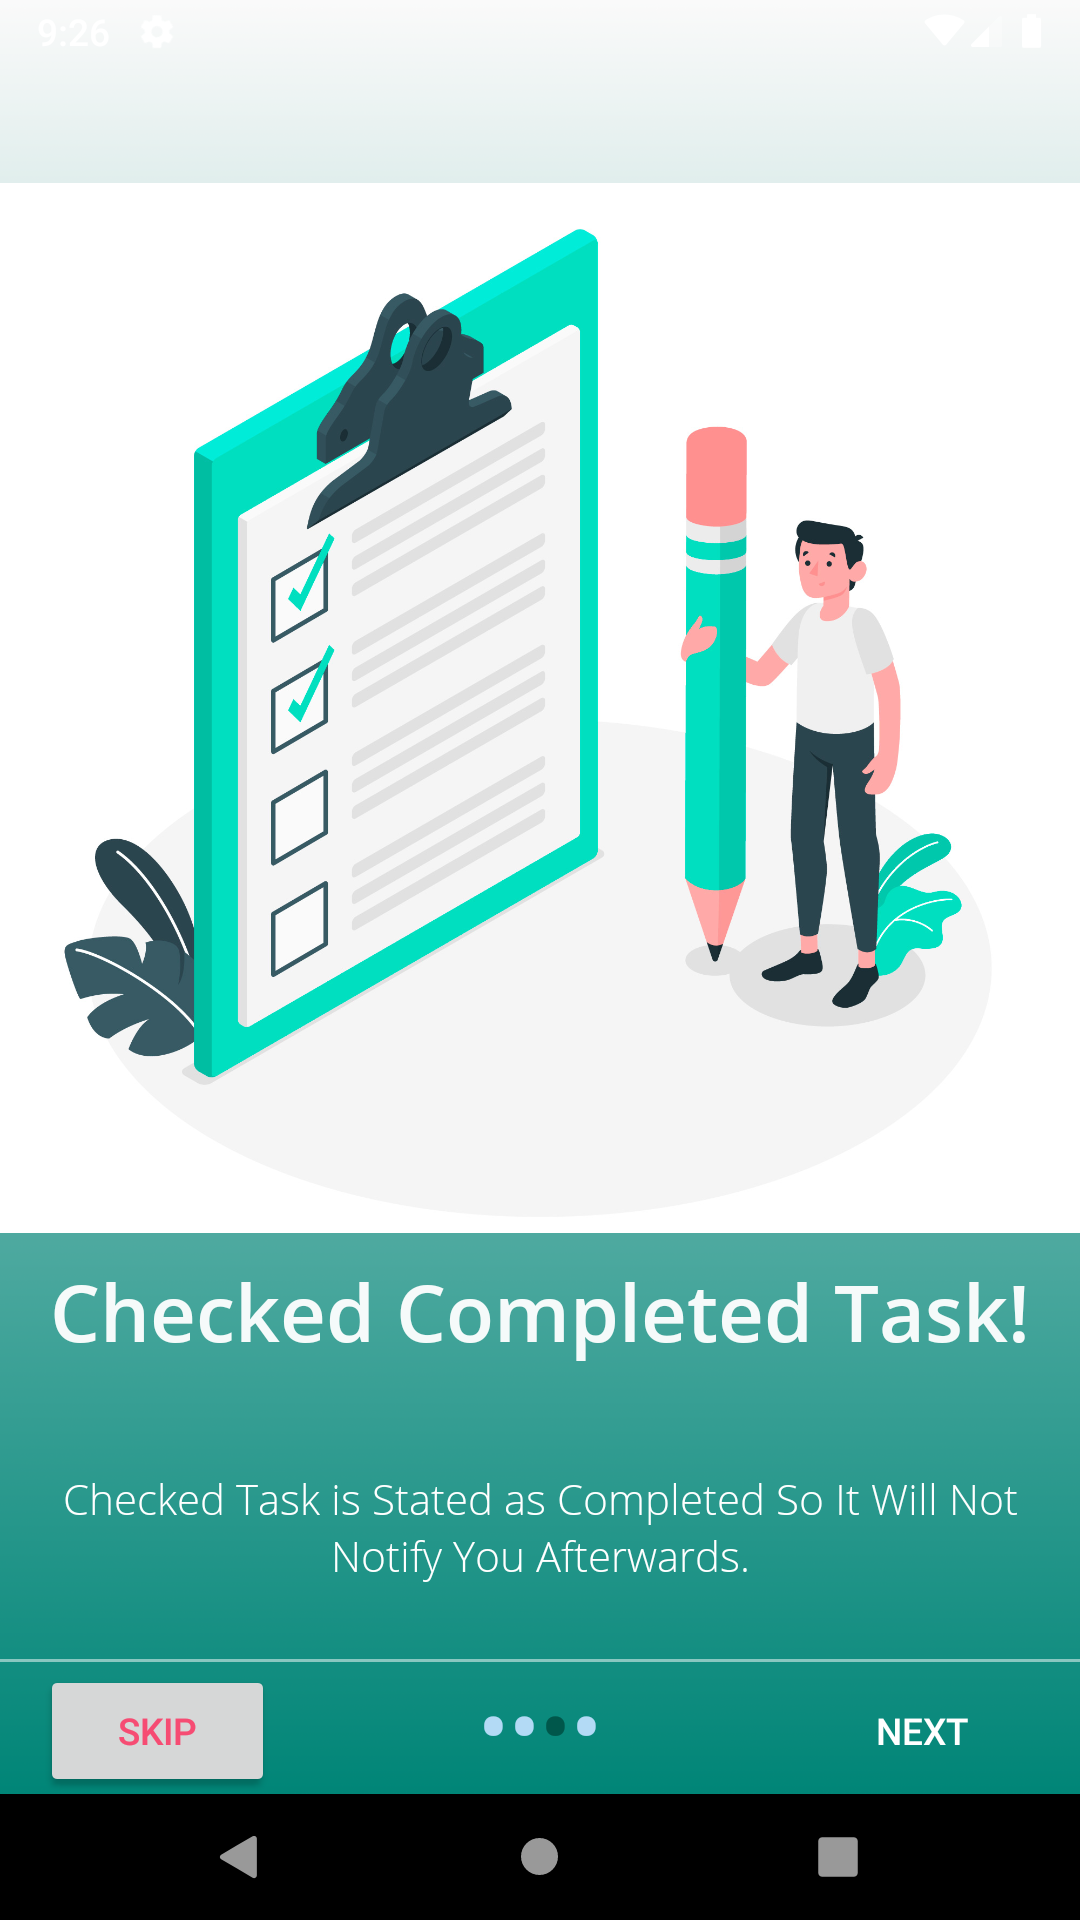 9:26
Checked Completed Task!
Checked Task is Stated as Completed So It Will Not
Notify You Afterwards.
SKIP
NEXT